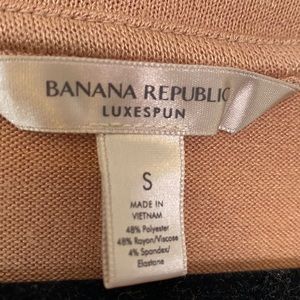 BANANA REPUBLIC
LUXESPUN
S
MADE IN
VIETNAM
48% Polyester
48% Rayon/Viscose
4% Spandex/
Elastane